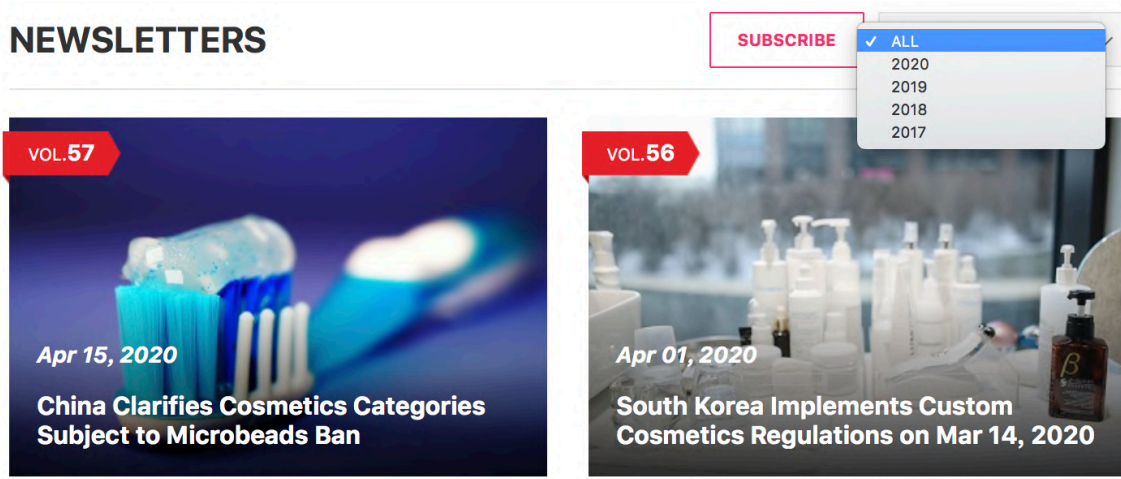 NEWSLETTERS
SUBSCRIBE
✓ ALL
2020
2019
2018
2017
VOL.57
Apr 15, 2020
China Clarifies Cosmetics Categories
Subject to Microbeads Ban
VOL.56
Apr 01, 2020
South Korea Implements Custom
Cosmetics Regulations on Mar 14, 2020
β